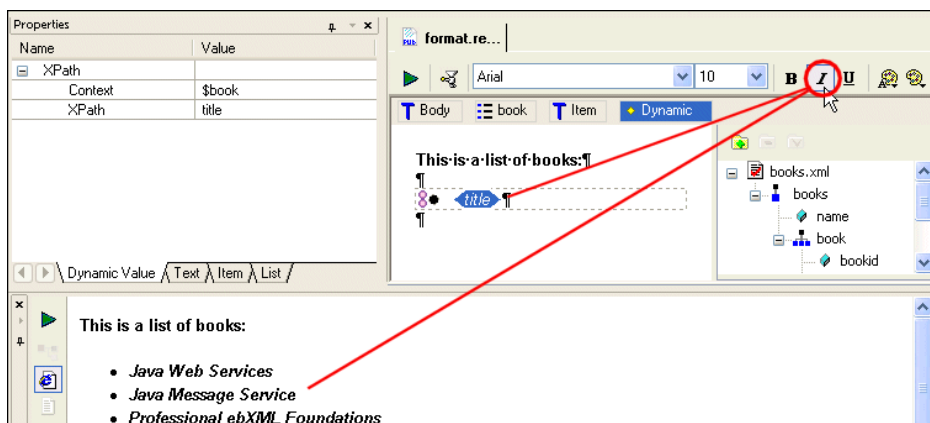 Properties
Name Value
XPath
Context $book
XPath title
Dynamic Value Text Item List
format.re...
Arial 10 B I U
Body book Item Dynamic
This·is·a·list·of·books:¶
¶
title ¶
¶
books.xml
books
name
book
bookid
This is a list of books:
• Java Web Services
• Java Message Service
• Professional ebXML Foundations